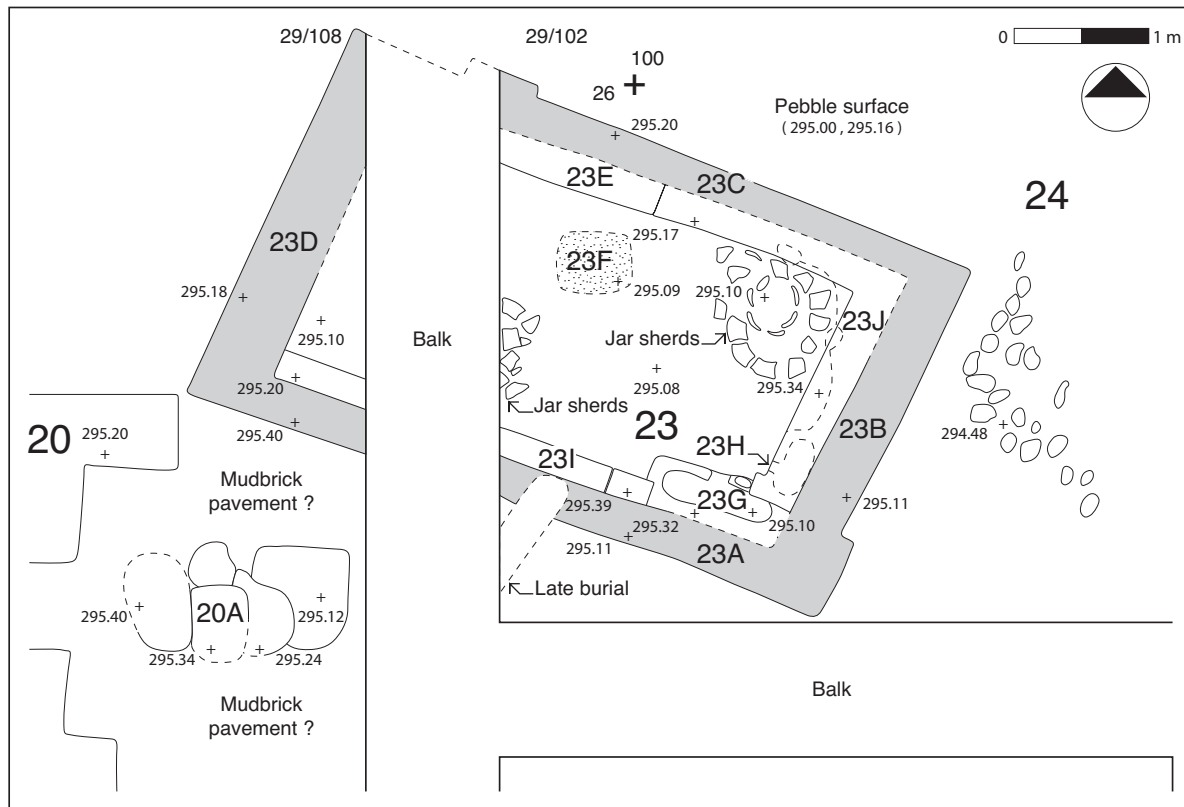 29/108
29/102
0
1 m
100
26
295.20
Pebble surface
( 295.00 , 295.16 )
23E
23C
24
23D
295.17
23F
295.18
295.09
295.10
295.10
23J
Balk
Jar sherds
295.20
295.08
295.34
Jar sherds
295.40
23
23B
294.48
20
295.20
23H
23I
Mudbrick
pavement ?
23G
295.39
295.32
295.10
295.11
295.11
23A
Late burial
295.40
20A
295.12
295.34
295.24
Balk
Mudbrick
pavement ?